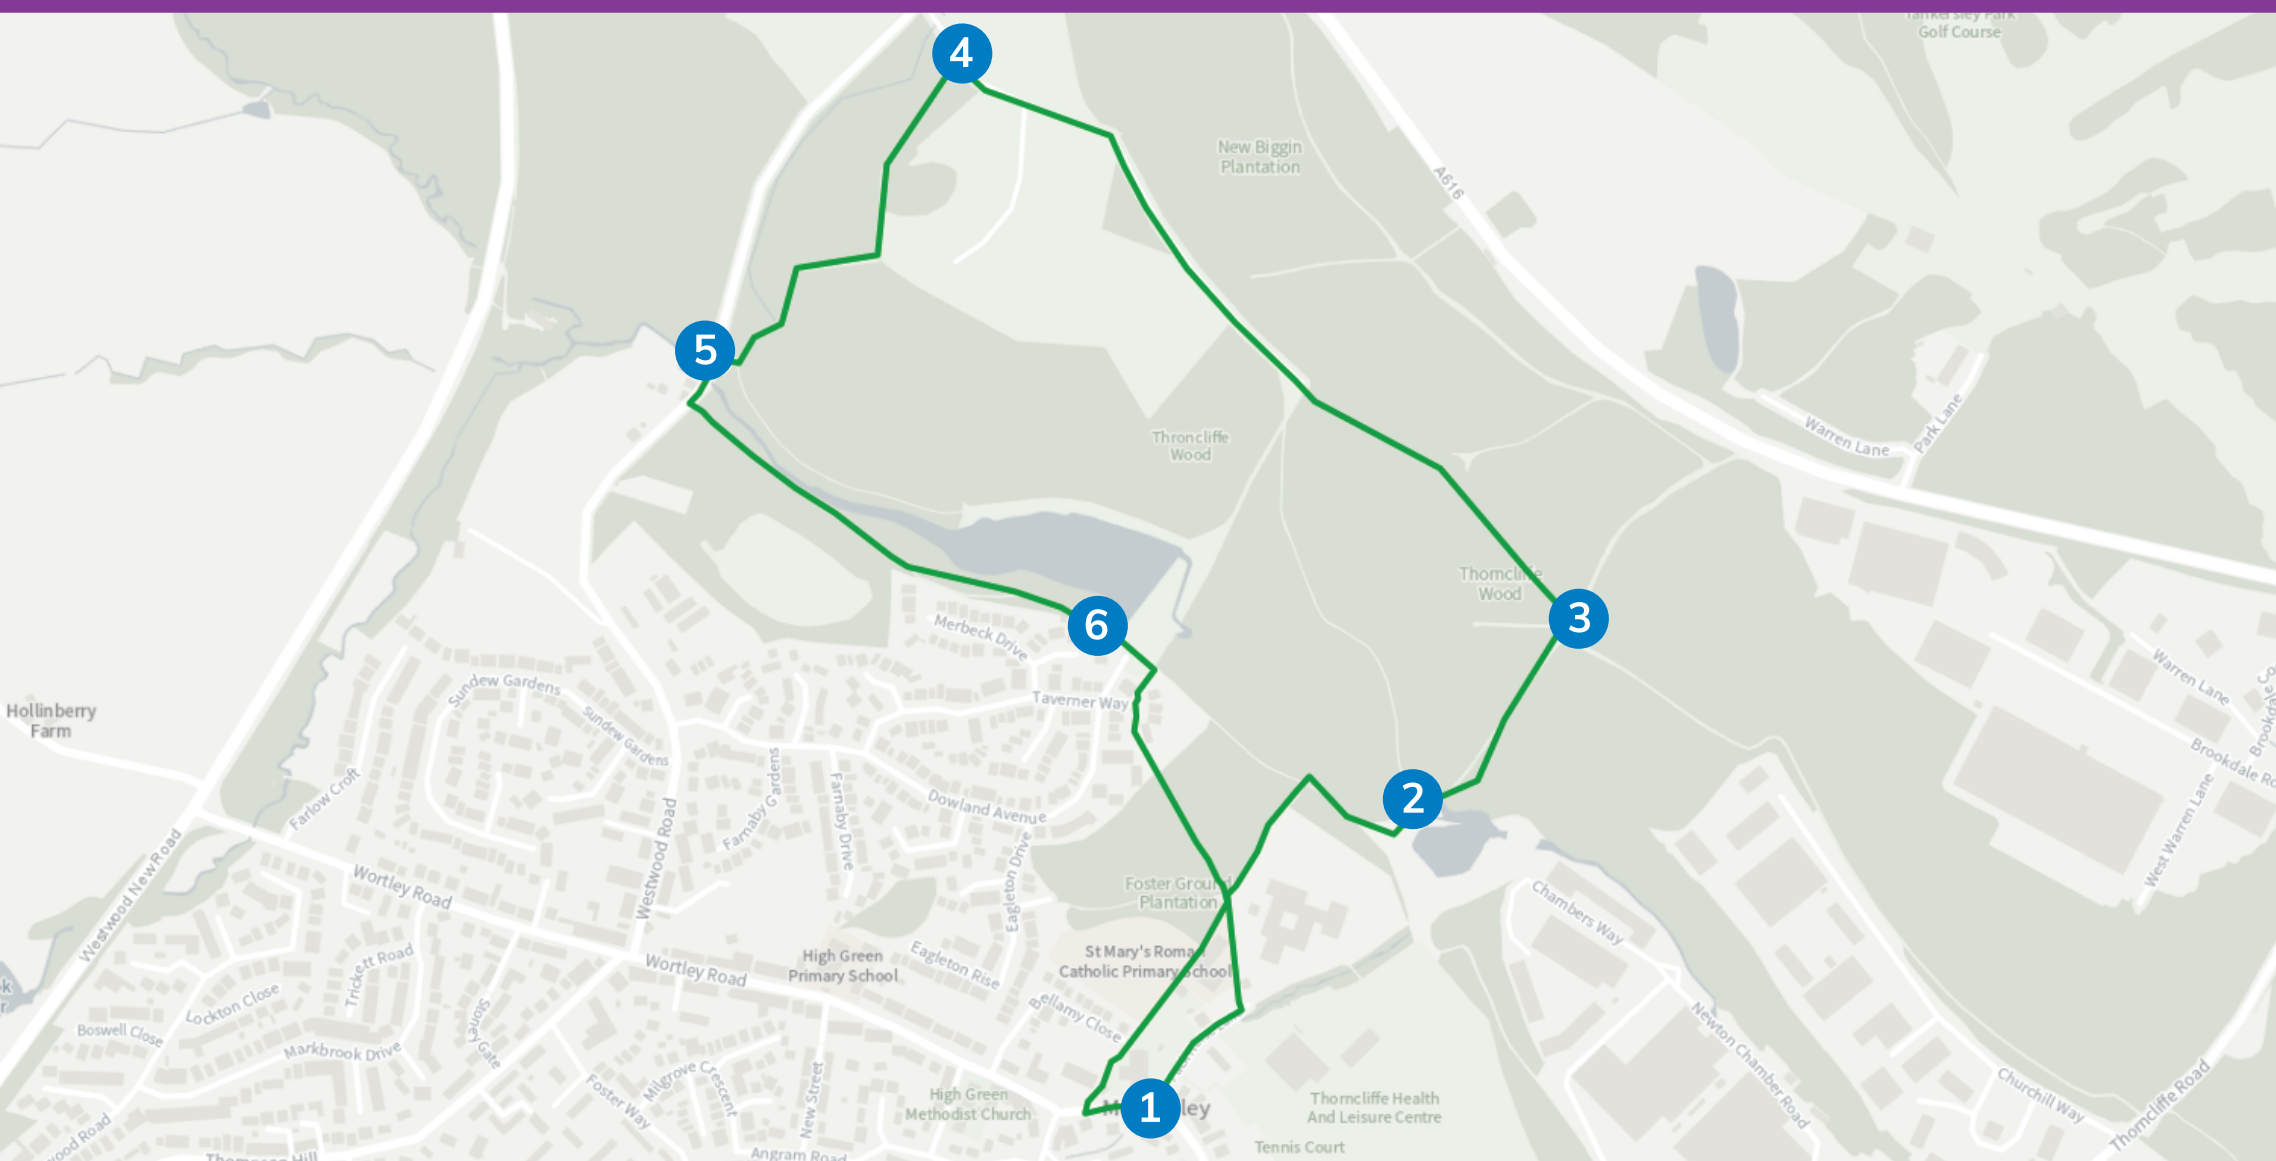 Tankersley Park
Golf Course
4
New Biggin
Plantation
A616
5
Throncliffe
Wood
Warren Lane
Park Lane
Thorncliffe
Wood
3
6
Merbeck Drive
Taverner Way
Sundew Gardens
Sundew Gardens
Hollinberry
Farm
Warren Lane
Brookdale Ro
West Warren Lane
2
Farlow Croft
Farnaby Gardens
Farnaby Drive
Dowland Avenue
Westwood Road
Eagleton Drive
Westwood New Road
Wortley Road
Foster Ground
Plantation
Chambers Way
High Green
Primary School
Eagleton Rise
St Mary's Roman
Catholic Primary School
Wortley Road
Trickett Road
Lockton Close
Boswell Close
Markbrook Drive
Bellamy Close
Newton Chamber Road
Foster Way
Milgrove Crescent
New Street
High Green
Methodist Church
1
Thorncliffe Health
And Leisure Centre
Tennis Court
Churchill Way
Thorncliffe Road
wood Road
Thompson Hill
Angram Road